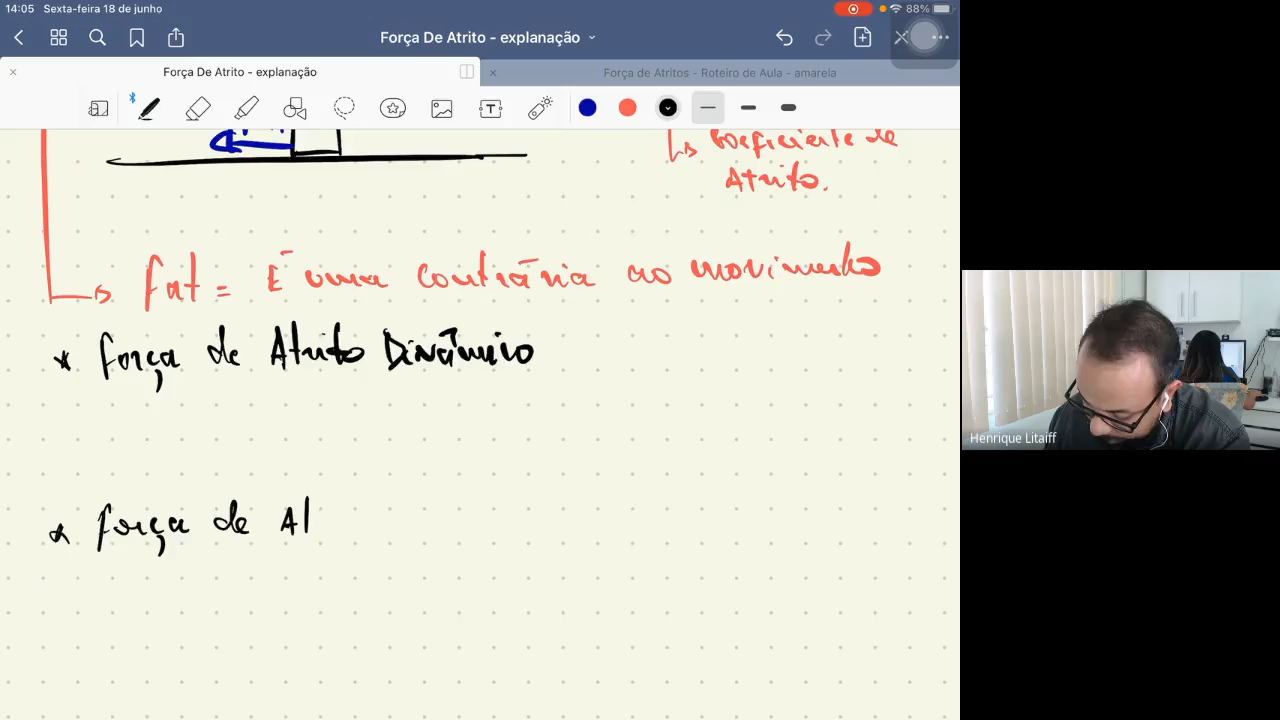 14:05 Sexta-feira 18 de junho
88%
Força De Atrito - explanação
Força De Atrito - explanação
Força de Atritos - Roteiro de Aula - amarela
T
Coeficiente de
Atrito.
fat = É uma contrária ao movimento
* força de Atrito Dinâmico
* força de At
Henrique Litaiff